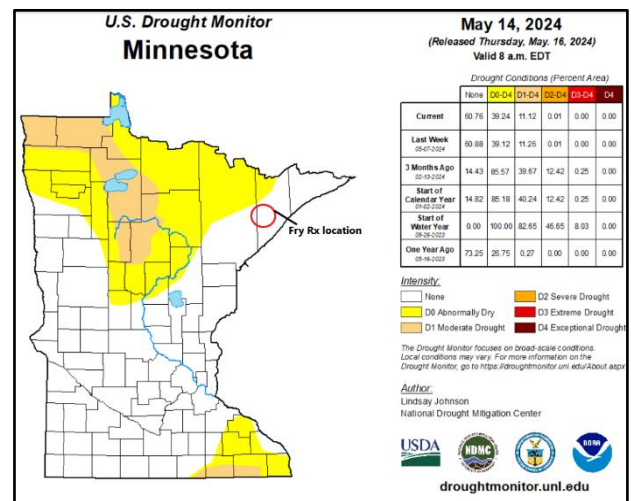 U.S. Drought Monitor
Minnesota
Fry Rx location
May 14, 2024
(Released Thursday, May. 16, 2024)
Valid 8 a.m. EDT
Drought Conditions (Percent Area)
None D0-D4 D1-D4 D2-D4 D3-D4 D4
Current 60.76 39.24 11.12 0.01 0.00 0.00
Last Week 05-07-2024 60.88 39.12 11.26 0.01 0.00 0.00
3 Months Ago 02-13-2024 14.43 85.57 39.67 12.42 0.25 0.00
Start of Calendar Year 01-02-2024 14.82 85.18 40.24 12.42 0.25 0.00
Start of Water Year 09-26-2023 0.00 100.00 82.65 46.65 8.03 0.00
One Year Ago 05-16-2023 73.25 26.75 0.27 0.00 0.00 0.00
Intensity:
None
D0 Abnormally Dry
D1 Moderate Drought
D2 Severe Drought
D3 Extreme Drought
D4 Exceptional Drought
The Drought Monitor focuses on broad-scale conditions.
Local conditions may vary. For more information on the
Drought Monitor, go to https://droughtmonitor.unl.edu/About.aspx
Author:
Lindsay Johnson
National Drought Mitigation Center
USDA
NDMC
NOAA
droughtmonitor.unl.edu